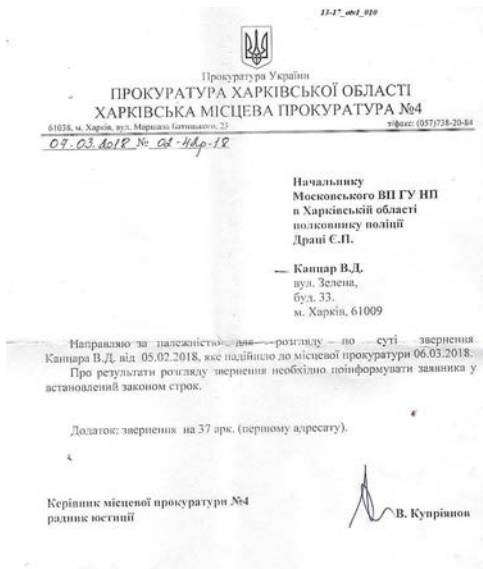 13-17_otv1_010
Прокуратура України
ПРОКУРАТУРА ХАРКІВСЬКОЇ ОБЛАСТІ
ХАРКІВСЬКА МІСЦЕВА ПРОКУРАТУРА №4
61038, м. Харків, вул. Маршала Батицького, 23 т/факс: (057)738-20-84
07.03.2018 № 02-42р-18
Начальнику
Московського ВП ГУ НП
в Харківській області
полковнику поліції
Драні Є.П.
Канцар В.Д.
вул. Зелена,
буд. 33.
м. Харків, 61009
Направляю за належністю для розгляду по суті звернення
Канцара В.Д. від 05.02.2018, яке надійшло до місцевої прокуратури 06.03.2018.
Про результати розгляду звернення необхідно поінформувати заявника у
встановлений законом строк.
Додаток: звернення на 37 арк. (першому адресату).
Керівник місцевої прокуратури №4
радник юстиції
В. Купріянов